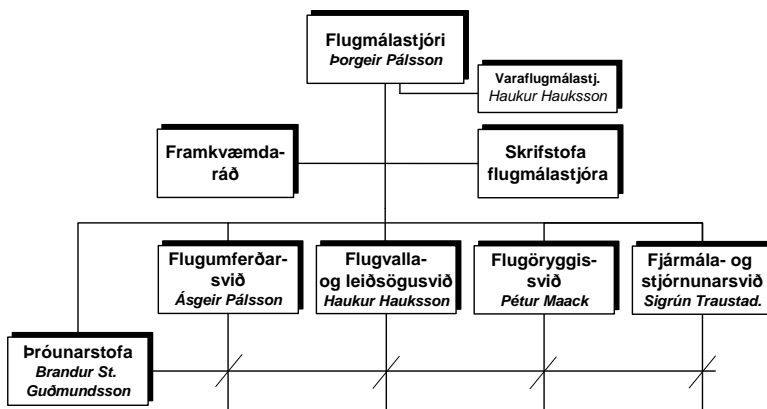 Flugmálastjóri
Þorgeir Pálsson
Varaflugmálastj.
Haukur Hauksson
Framkvæmda-
ráð
Skrifstofa
flugmálastjóra
Flugumferðar-
svið
Ásgeir Pálsson
Flugvalla-
og leiðsögusvið
Haukur Hauksson
Flugöryggis-
svið
Pétur Maack
Fjármála- og
stjórnunarsvið
Sigrún Traustad.
Þróunarstofa
Brandur St.
Guðmundsson